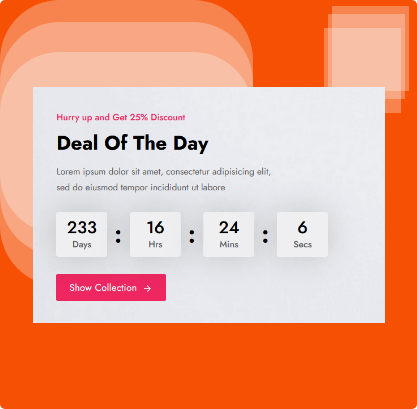 Hurry up and Get 25% Discount
Deal Of The Day
Lorem ipsum dolor sit amet, consectetur adipisicing elit,
sed do eiusmod tempor incididunt ut labore
233 : 16 : 24 : 6
Days Hrs Mins Secs
Show Collection →